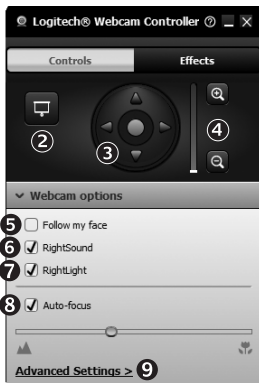 Logitech® Webcam Controller
Controls Effects
2
3
4
Webcam options
5 Follow my face
6 RightSound
7 RightLight
8 Auto-focus
Advanced Settings > 9